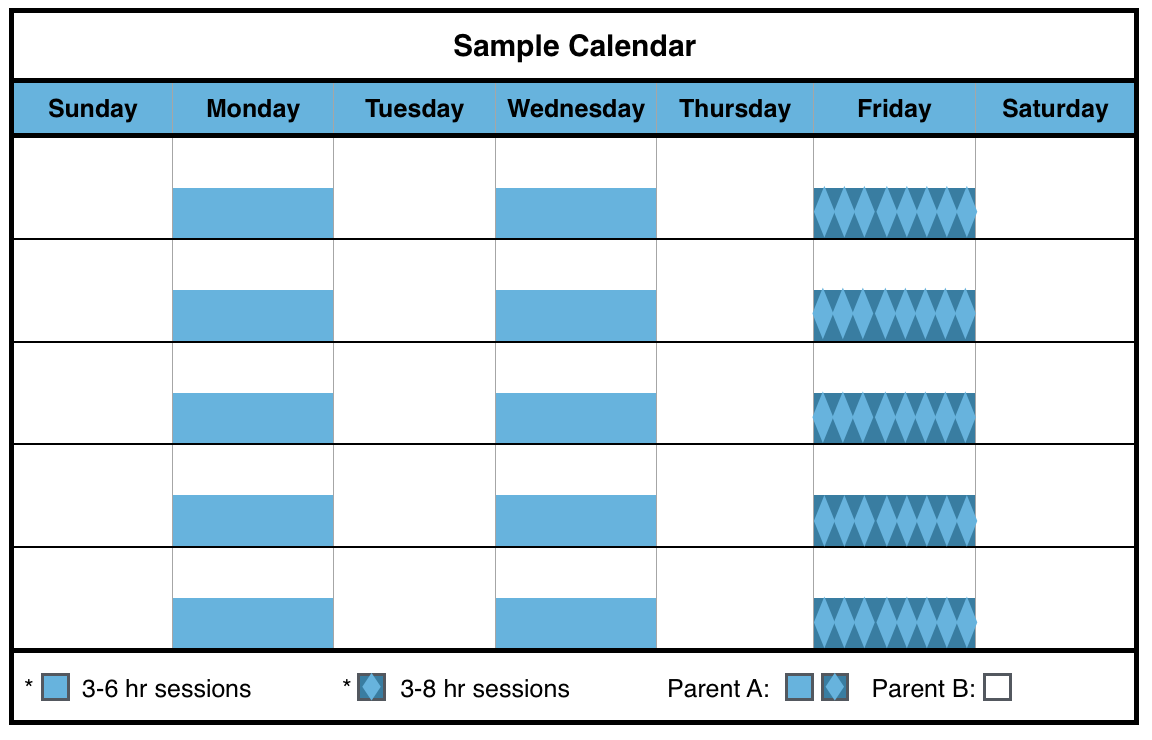 Sample Calendar
Sunday Monday Tuesday Wednesday Thursday Friday Saturday
* 3-6 hr sessions * 3-8 hr sessions Parent A: Parent B: